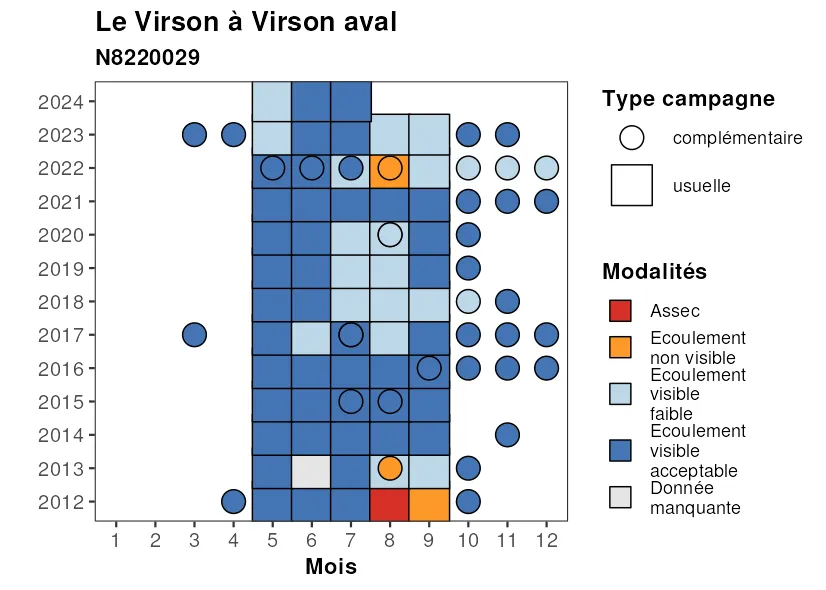 Le Virson à Virson aval
N8220029
2024
2023
2022
2021
2020
2019
2018
2017
2016
2015
2014
2013
2012
1 2 3 4 5 6 7 8 9 10 11 12
Mois
Type campagne
complémentaire
usuelle
Modalités
Assec
Ecoulement
non visible
Ecoulement
visible
faible
Ecoulement
visible
acceptable
Donnée
manquante